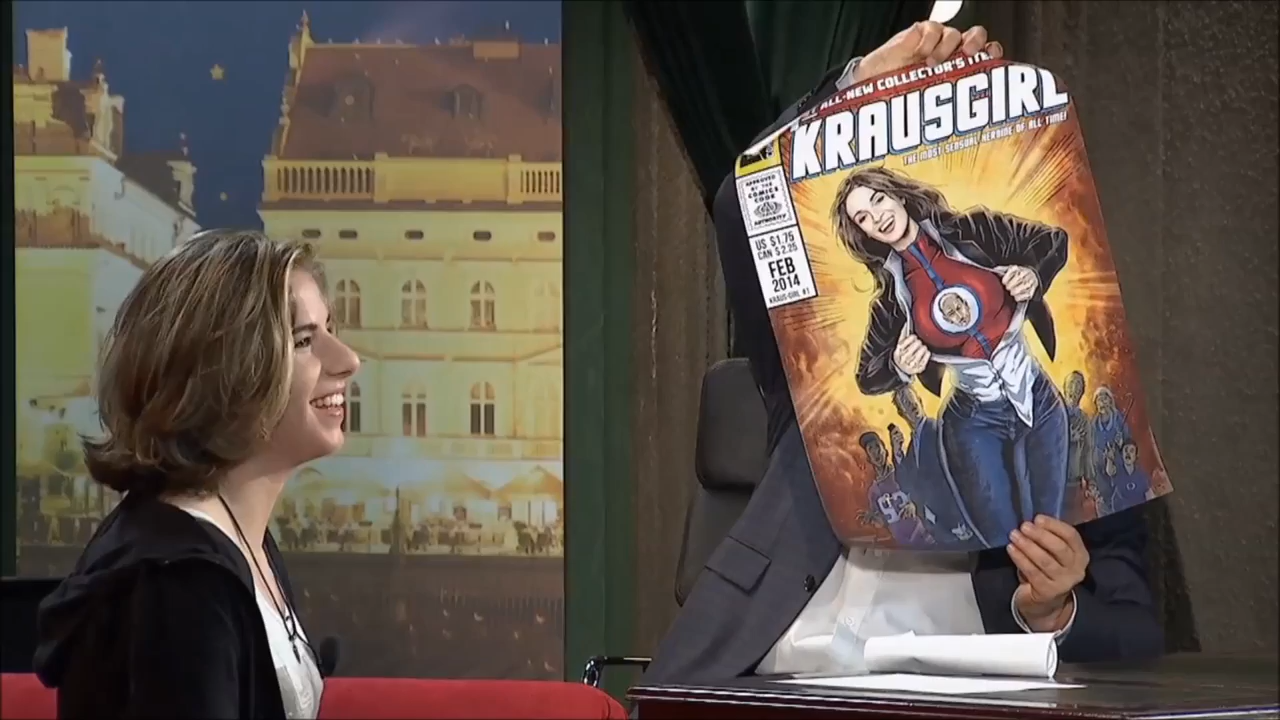 ALL-NEW COLLECTOR'S
KRAUSGIRL
THE MOST SENSUAL HEROINE OF ALL TIME!
APPROVED
BY THE
COMICS
CODE
AUTHORITY
US $1.75
CAN $2.25
FEB
2014
KRAUS-GIRL #1
93